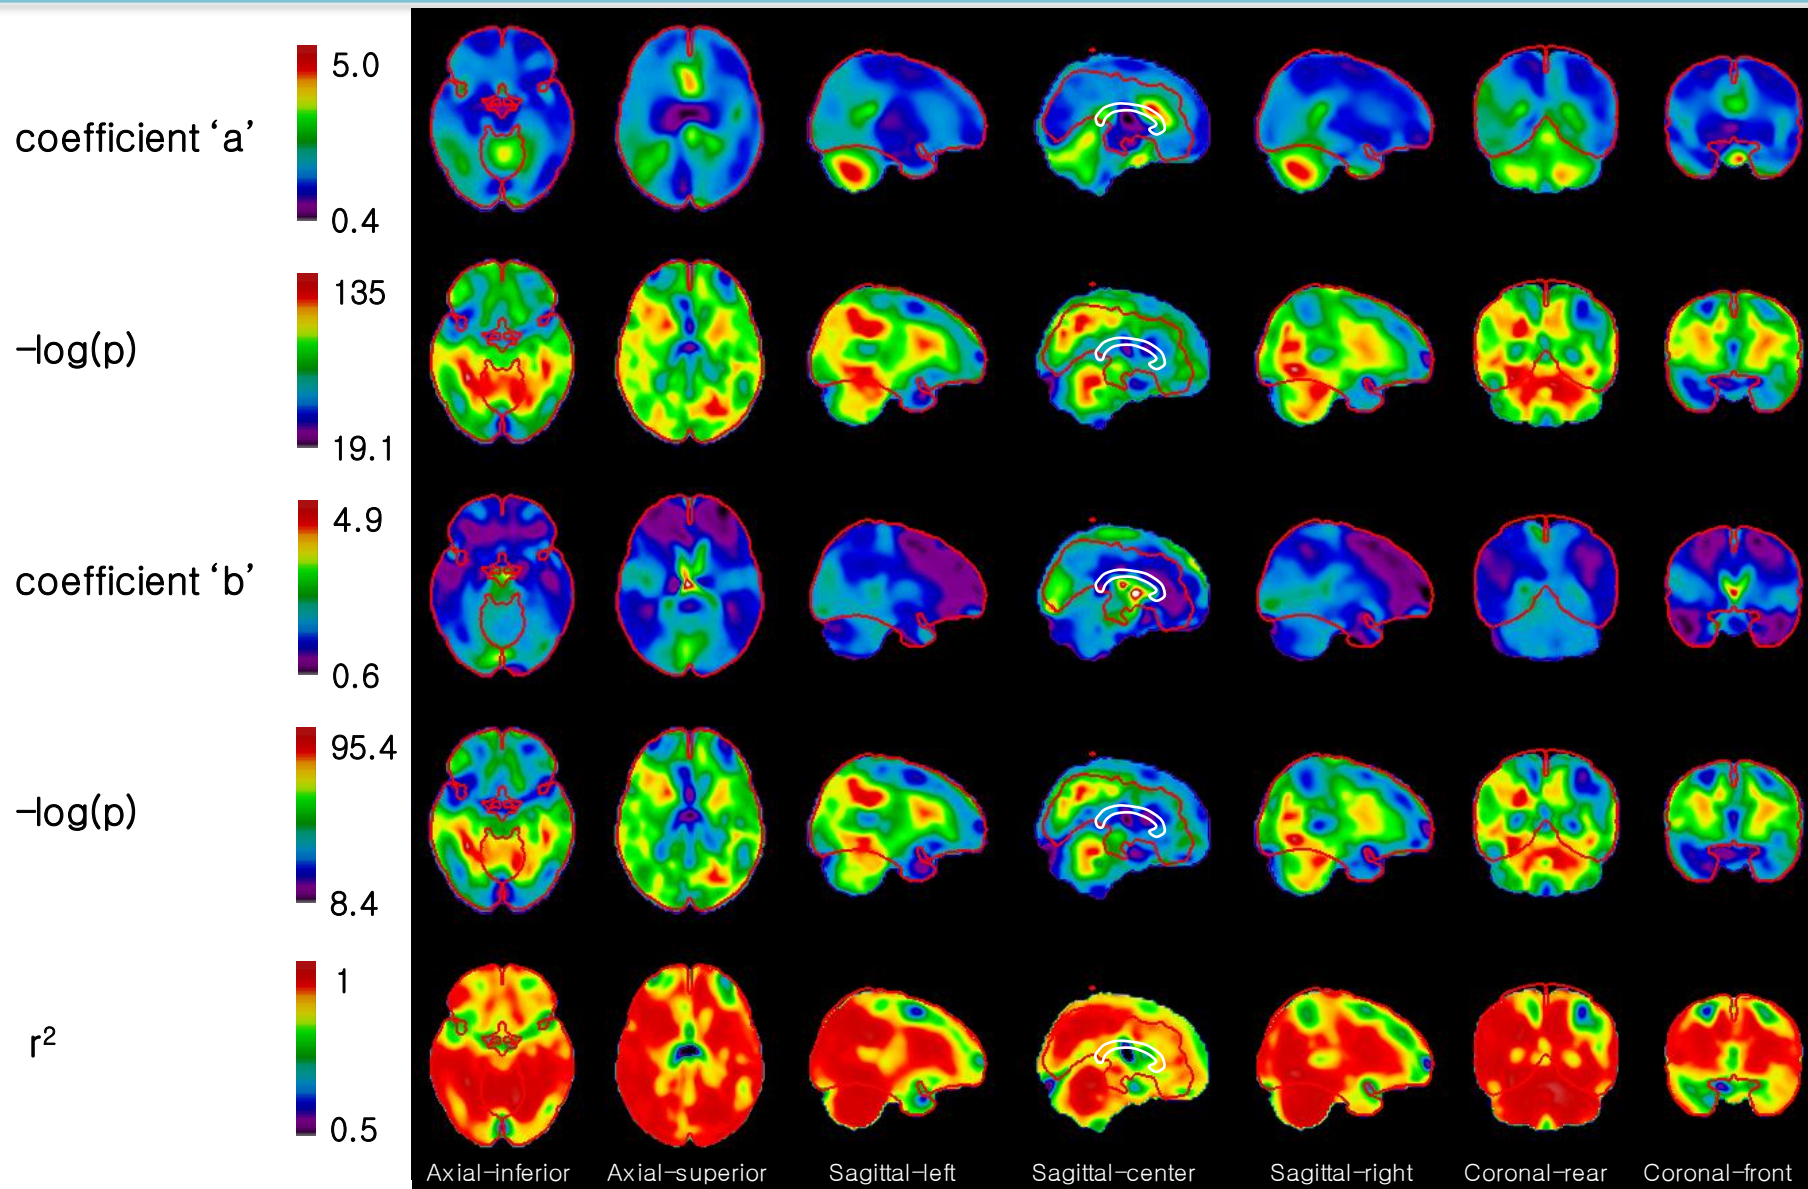 coefficient ‘a’
5.0
0.4
-log(p)
135
19.1
coefficient ‘b’
4.9
0.6
-log(p)
95.4
8.4
r²
1
0.5
Axial-inferior Axial-superior Sagittal-left Sagittal-center Sagittal-right Coronal-rear Coronal-front